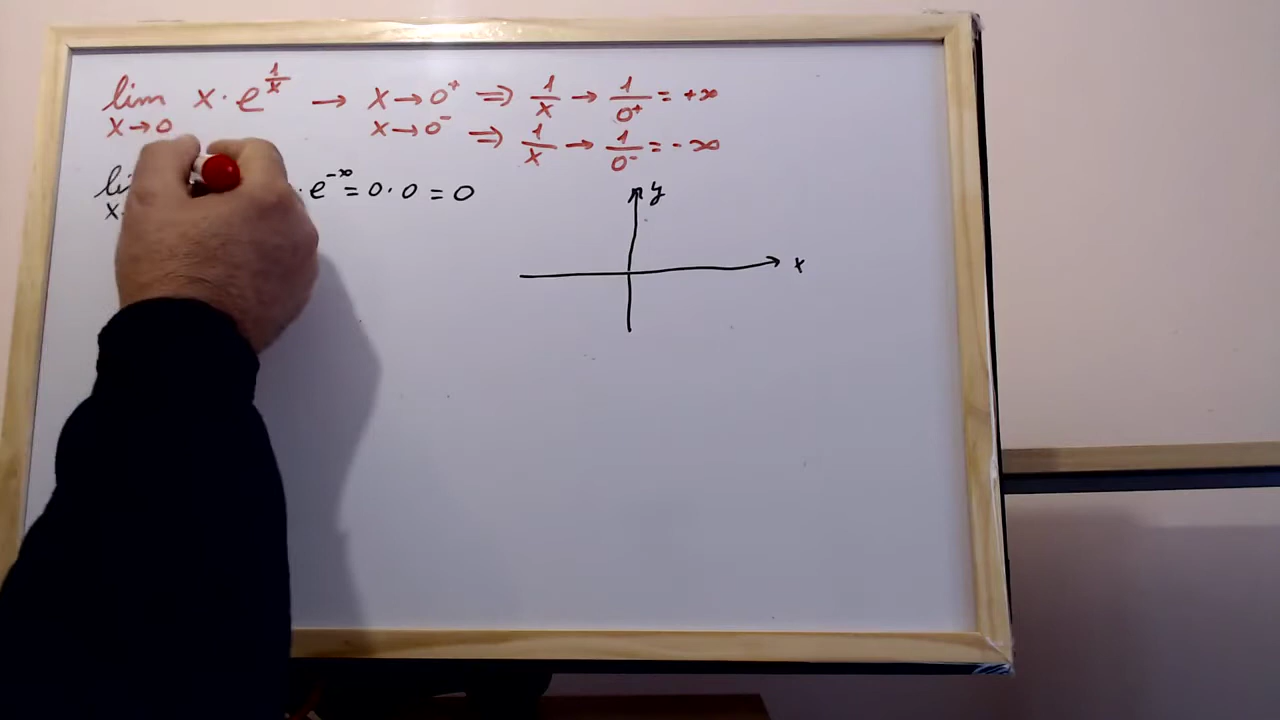 lim x · e^(1/x) → x → 0⁺ ⇒ 1/x → 1/0⁺ = +∞
x → 0 x → 0⁻ ⇒ 1/x → 1/0⁻ = -∞
· e^(-∞) = 0 · 0 = 0
y
x